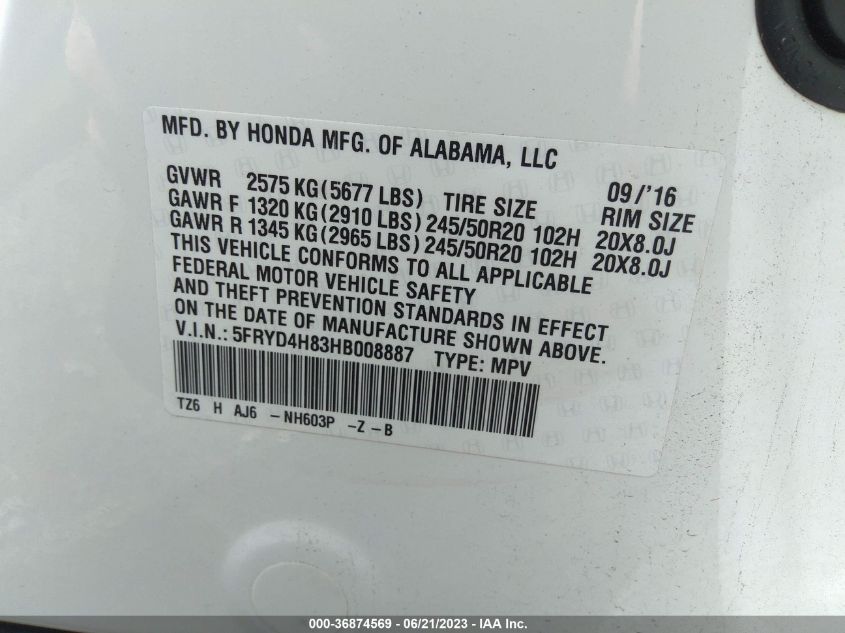 MFD. BY HONDA MFG. OF ALABAMA, LLC
GVWR 2575 KG(5677 LBS) TIRE SIZE 09/'16
RIM SIZE
GAWR F 1320 KG(2910 LBS) 245/50R20 102H 20X8.0J
GAWR R 1345 KG(2965 LBS) 245/50R20 102H 20X8.0J
THIS VEHICLE CONFORMS TO ALL APPLICABLE
FEDERAL MOTOR VEHICLE SAFETY
AND THEFT PREVENTION STANDARDS IN EFFECT
ON THE DATE OF MANUFACTURE SHOWN ABOVE.
V.I.N.: 5FRYD4H83HB008887 TYPE: MPV
TZ6 H AJ6 -NH603P -Z-B
000-36874569 - 06/21/2023 - IAA Inc.